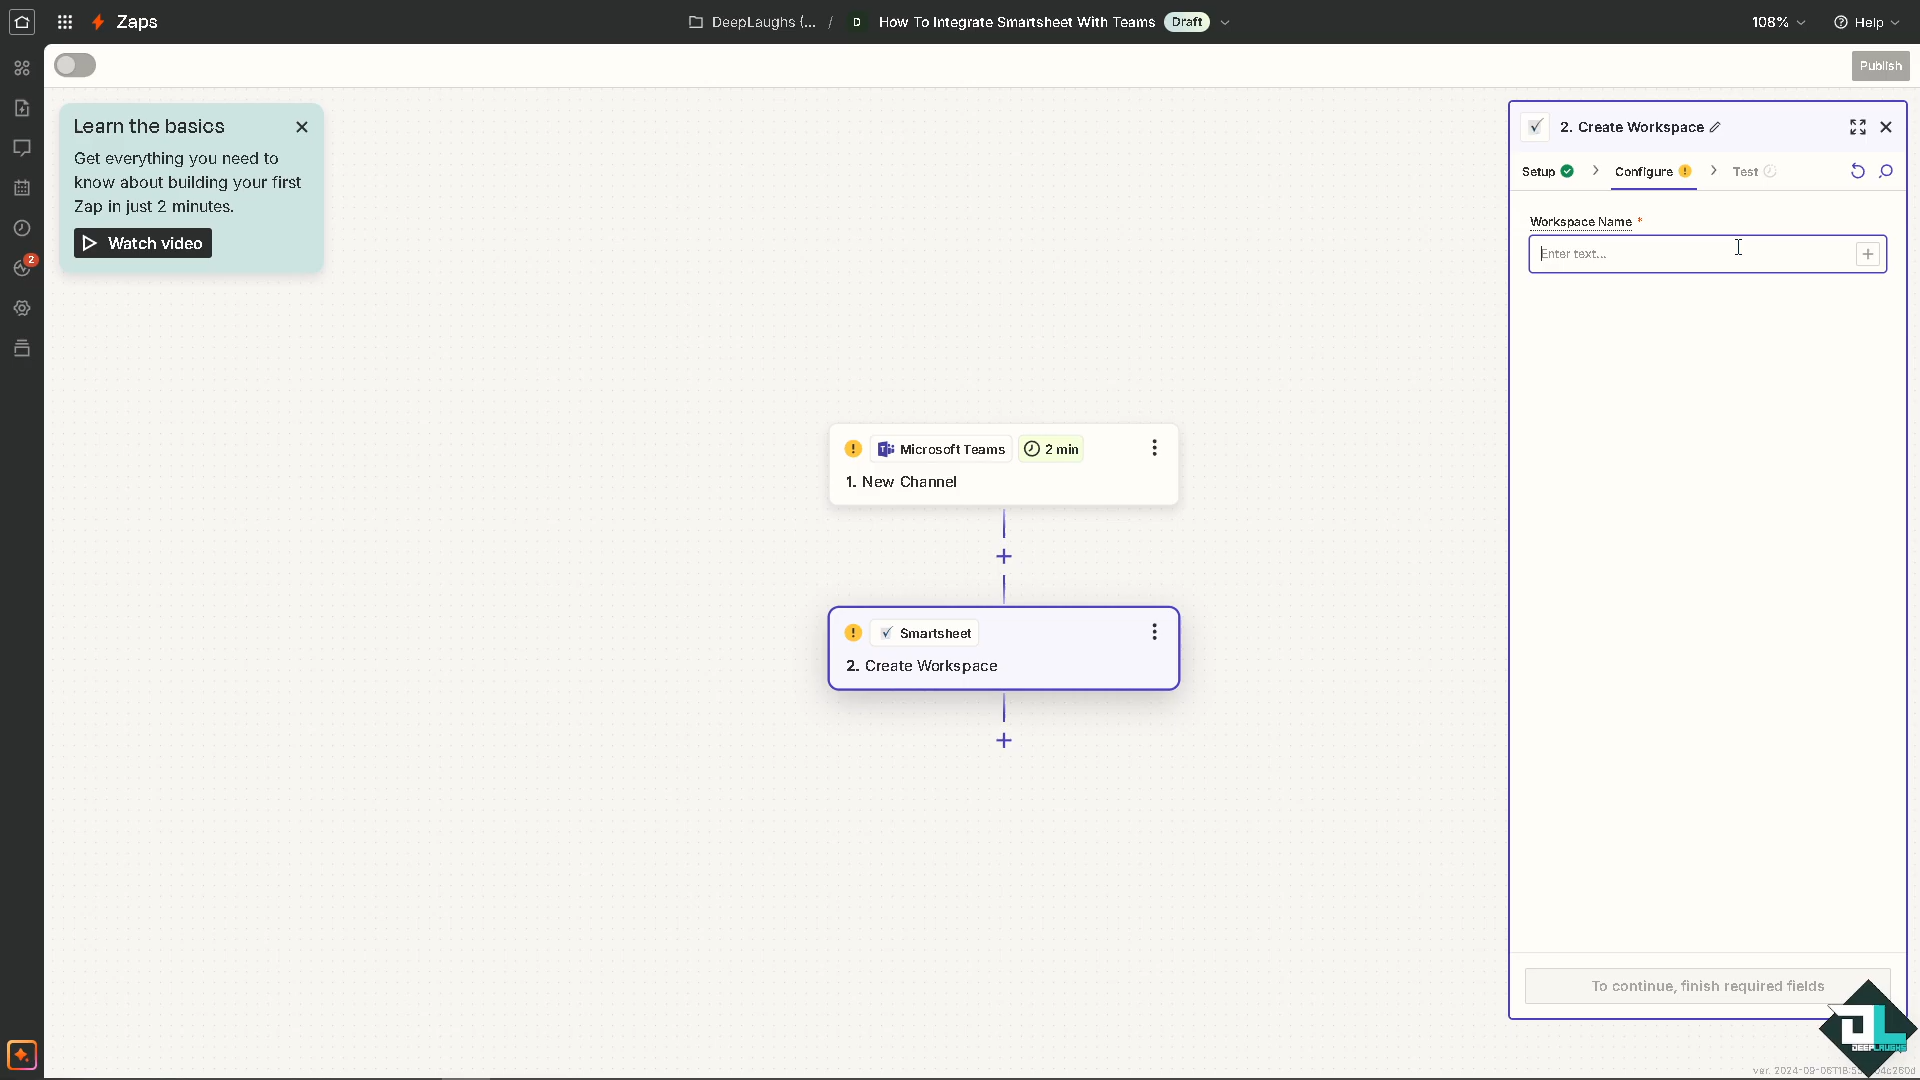 Zaps
DeepLaughs (... / D How To Integrate Smartsheet With Teams Draft
108% Help
Publish
Learn the basics
Get everything you need to
know about building your first
Zap in just 2 minutes.
Watch video
2
Microsoft Teams 2 min
1. New Channel
Smartsheet
2. Create Workspace
2. Create Workspace
Setup Configure Test
Workspace Name *
Enter text...
To continue, finish required fields
DEEPLAUGHS